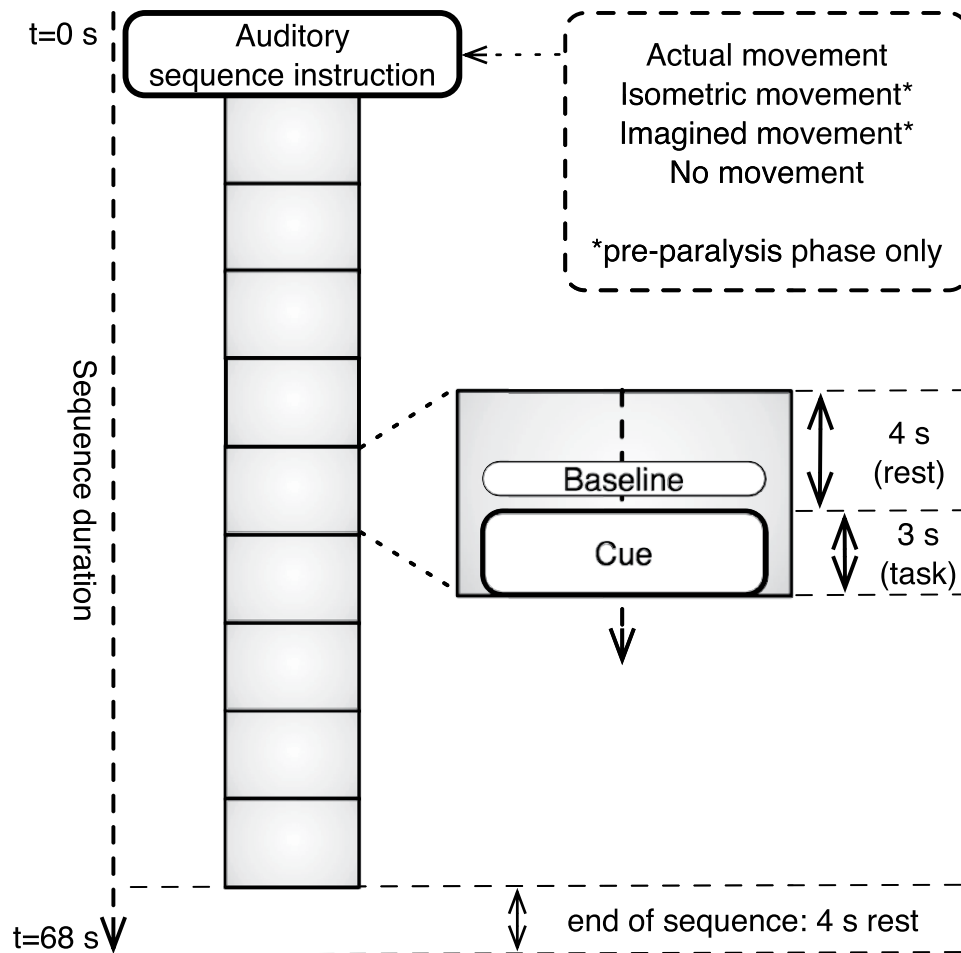 t=0 s
Auditory
sequence instruction
Actual movement
Isometric movement*
Imagined movement*
No movement
*pre-paralysis phase only
Sequence duration
Baseline
Cue
4 s
(rest)
3 s
(task)
end of sequence: 4 s rest
t=68 s